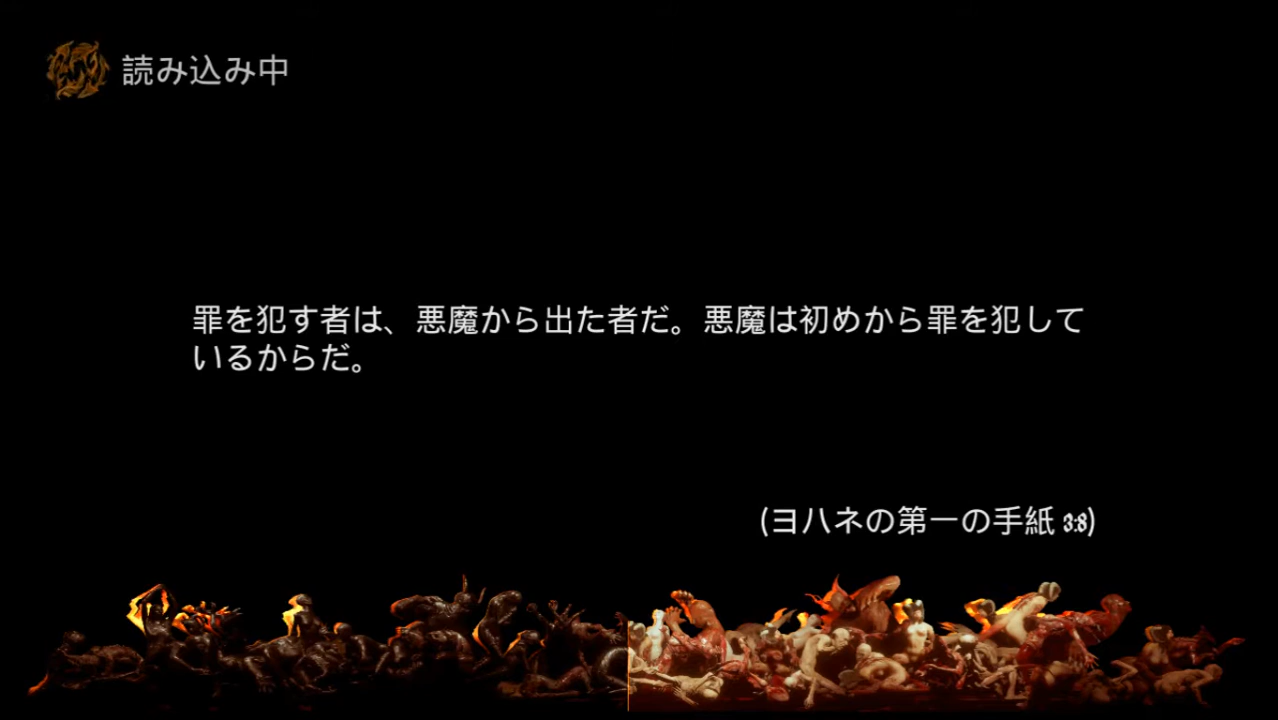 読み込み中
罪を犯す者は、悪魔から出た者だ。悪魔は初めから罪を犯して
いるからだ。
(ヨハネの第一の手紙 3:8)